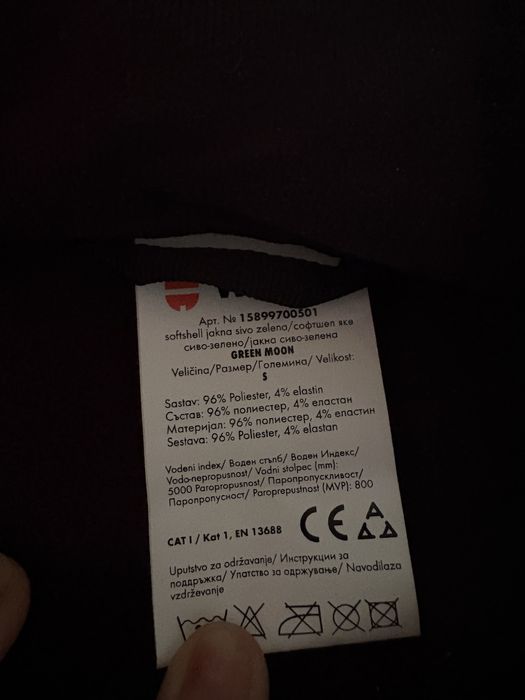 Арт. № 15899700501
softshell jakna sivo zelena/софтшел яке
сиво-зелено/јакна сиво-зелена
GREEN MOON
Veličina/Размер/Големина/ Velikost:
S
Sastav: 96% Poliester, 4% elastin
Състав: 96% полиестер, 4% еластан
Материјал: 96% полиестер, 4% еластин
Sestava: 96% Poliester, 4% elastan
Vodeni index/ Воден стълб/ Воден Индекс/
Vodo-nepropusnost/ Vodni stolpec (mm):
5000 Paropropusnost/ Паропропускливост/
Паропропусност/ Paroprepustnost (MVP): 800
CAT I / Kat 1, EN 13688
CE
A
Δ Δ
Uputstvo za održavanje/ Инструкции за
поддръжка/ Упатство за одржување/ Navodilaza
vzdrževanje